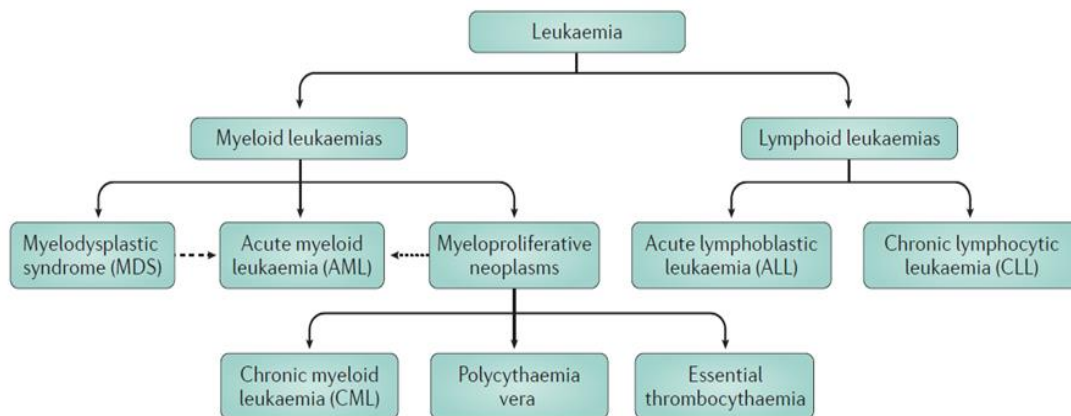 Leukaemia
Myeloid leukaemias
Lymphoid leukaemias
Myelodysplastic
syndrome (MDS)
Acute myeloid
leukaemia (AML)
Myeloproliferative
neoplasms
Acute lymphoblastic
leukaemia (ALL)
Chronic lymphocytic
leukaemia (CLL)
Chronic myeloid
leukaemia (CML)
Polycythaemia
vera
Essential
thrombocythaemia